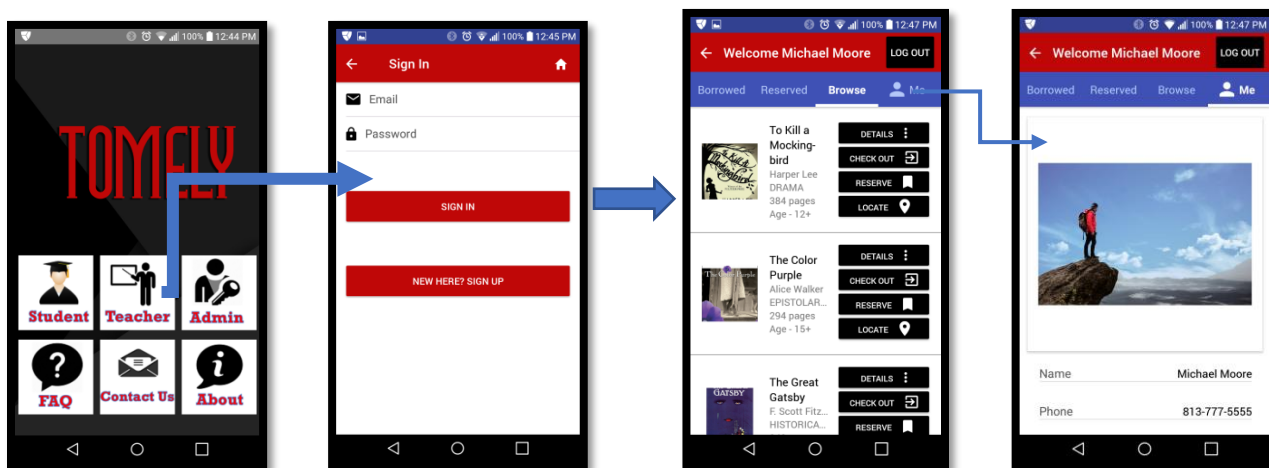 100% 12:44 PM
TOMELY
Student Teacher Admin
FAQ Contact Us About
100% 12:45 PM
Sign In
Email
Password
SIGN IN
NEW HERE? SIGN UP
100% 12:47 PM
Welcome Michael Moore LOG OUT
Borrowed Reserved Browse Me
To Kill a
Mocking-
bird
Harper Lee
DRAMA
384 pages
Age - 12+
DETAILS
CHECK OUT
RESERVE
LOCATE
The Color
Purple
Alice Walker
EPISTOLAR...
294 pages
Age - 15+
DETAILS
CHECK OUT
RESERVE
LOCATE
GATSBY
The Great
Gatsby
F. Scott Fitz...
HISTORICA...
DETAILS
CHECK OUT
RESERVE
100% 12:47 PM
Welcome Michael Moore LOG OUT
Borrowed Reserved Browse Me
Name Michael Moore
Phone 813-777-5555